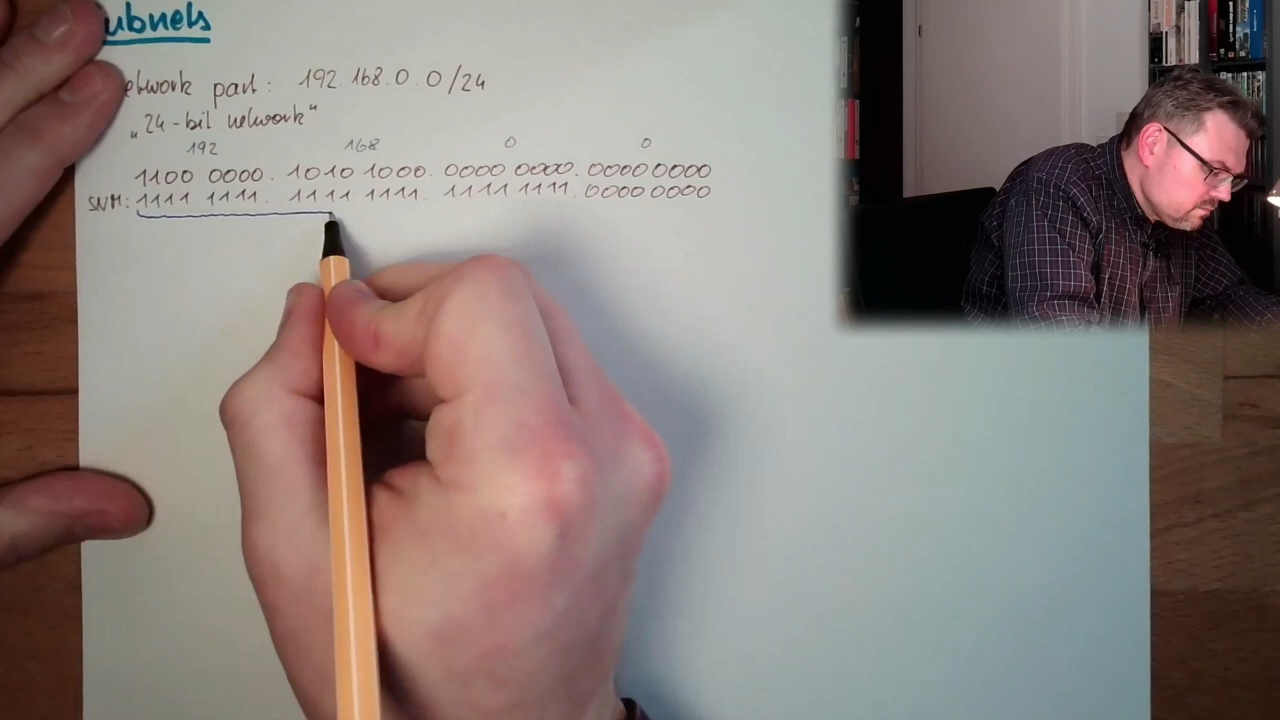 ubnets
etwork part: 192.168.0.0/24
„24-bit network“
192 168 0 0
1100 0000. 1010 1000. 0000 0000. 0000 0000
SNM: 1111 1111. 1111 1111. 1111 1111. 0000 0000